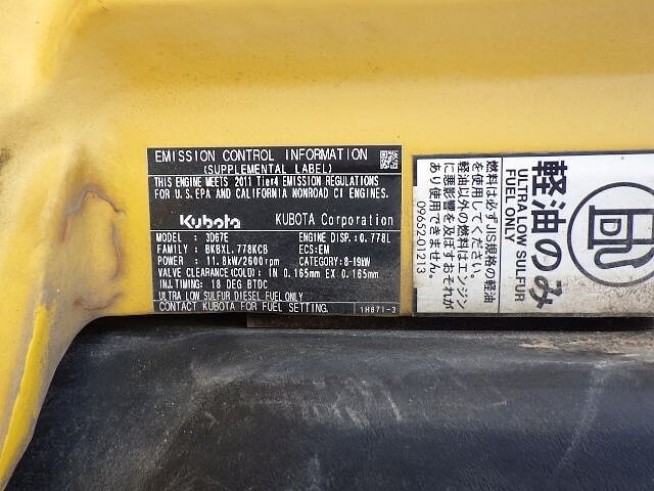 EMISSION CONTROL INFORMATION
(SUPPLEMENTAL LABEL)
THIS ENGINE MEETS 2011 Tier4 EMISSION REGULATIONS
FOR U.S.EPA AND CALIFORNIA NONROAD CI ENGINES.
Kubota KUBOTA Corporation
MODEL : 3D67E ENGINE DISP.: 0.778L
FAMILY : BKBXL.778KCB ECS:EM
POWER : 11.8kW/2600rpm CATEGORY: 8-19kW
VALVE CLEARANCE(COLD): IN 0.165mm EX 0.165mm
INJ.TIMING: 18 DEG BTDC
ULTRA LOW SULFUR DIESEL FUEL ONLY
CONTACT KUBOTA FOR FUEL SETTING. 1H871-3
軽油のみ
ULTRA LOW SULFUR
FUEL ONLY
燃料は必ずJIS規格の軽油
を使用してください。
軽油以外の燃料はエンジン
に悪影響を及ぼすおそれが
あり使用できません。
09652-01213